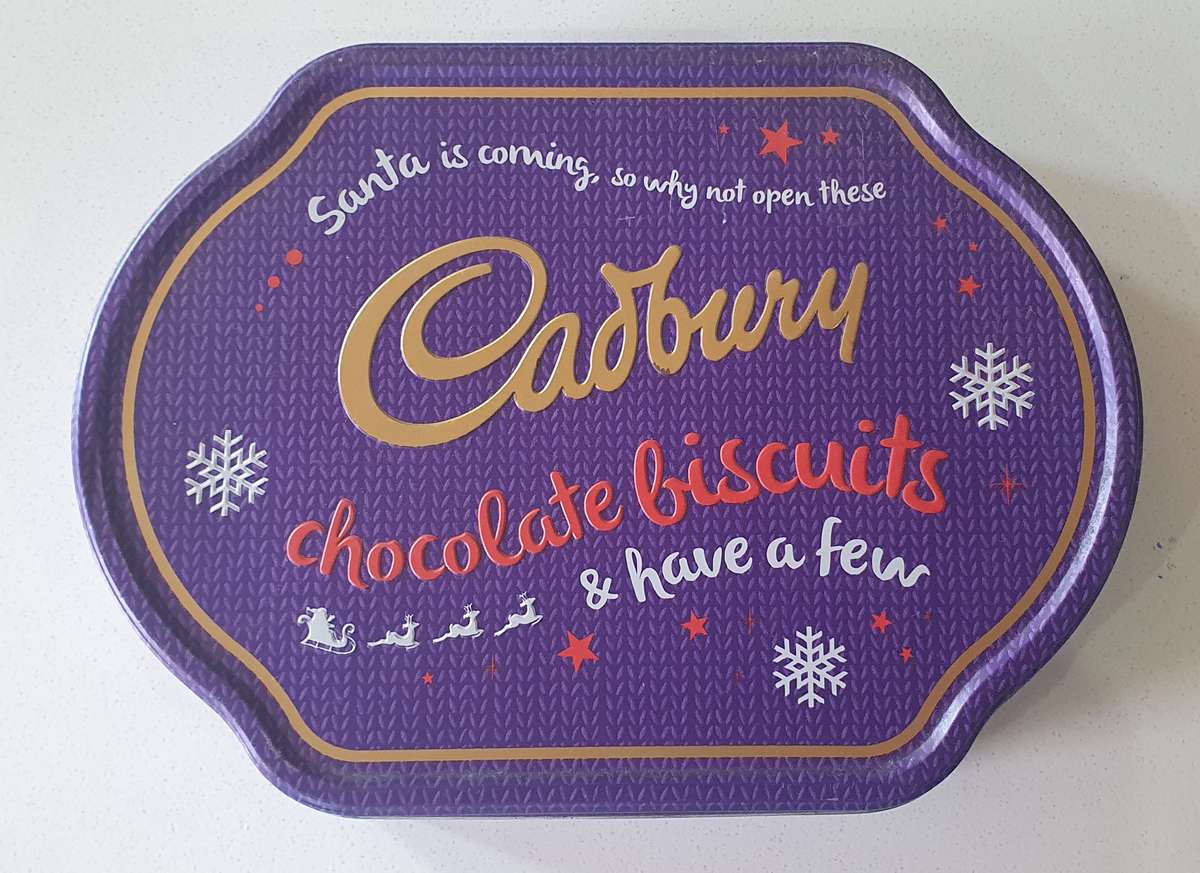 Santa is coming, so why not open these
Cadbury
chocolate biscuits
& have a few